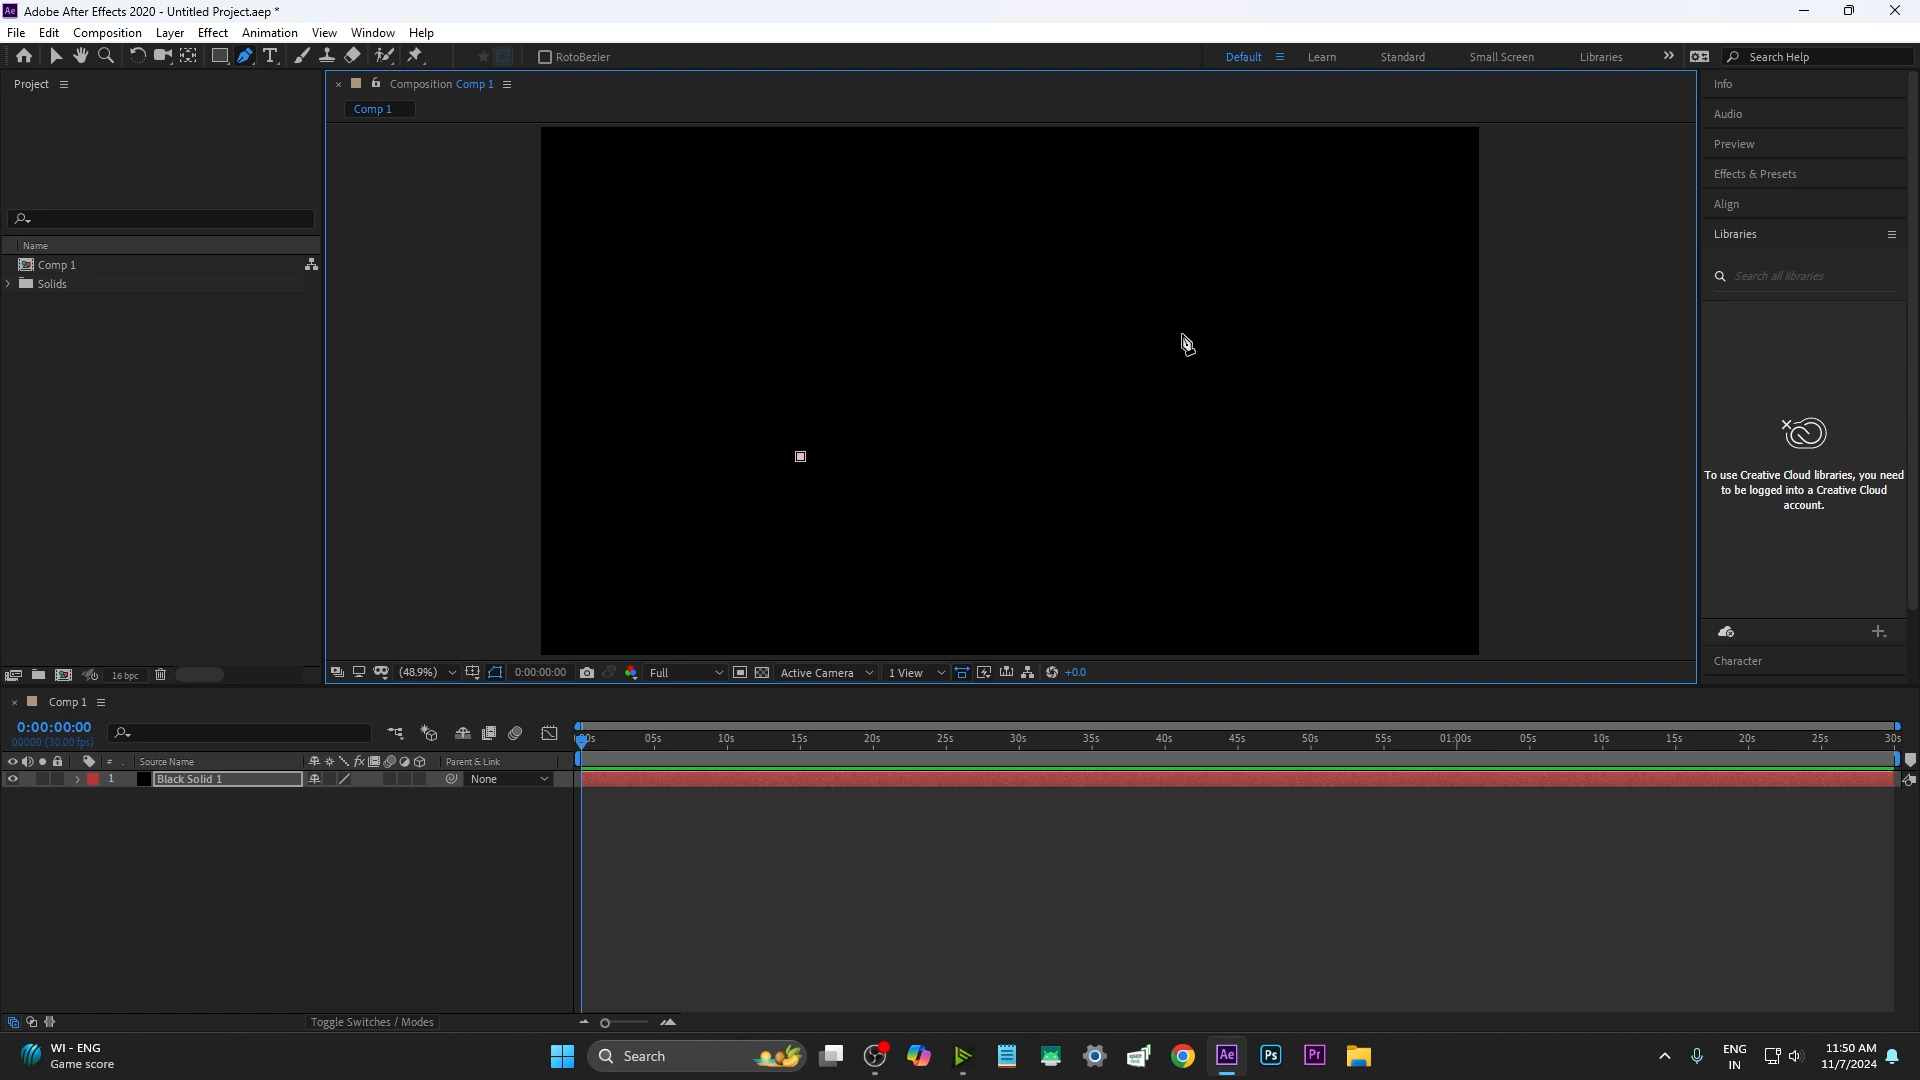 Ae Adobe After Effects 2020 - Untitled Project.aep *
File Edit Composition Layer Effect Animation View Window Help
RotoBezier Default Learn Standard Small Screen Libraries Search Help
Project
Composition Comp 1
Comp 1
Name
Comp 1
Solids
16 bpc
(48.9%) 0:00:00:00 Full Active Camera 1 View +0.0
Info
Audio
Preview
Effects & Presets
Align
Libraries
Search all libraries
To use Creative Cloud libraries, you need
to be logged into a Creative Cloud
account.
Character
Comp 1
0:00:00:00
00000 (30.00 fps)
05s 10s 15s 20s 25s 30s 35s 40s 45s 50s 55s 01:00s 05s 10s 15s 20s 25s 30s
# Source Name fx Parent & Link
1 Black Solid 1 None
Toggle Switches / Modes
WI - ENG
Game score
Search
Ae Ps Pr
ENG
IN
11:50 AM
11/7/2024